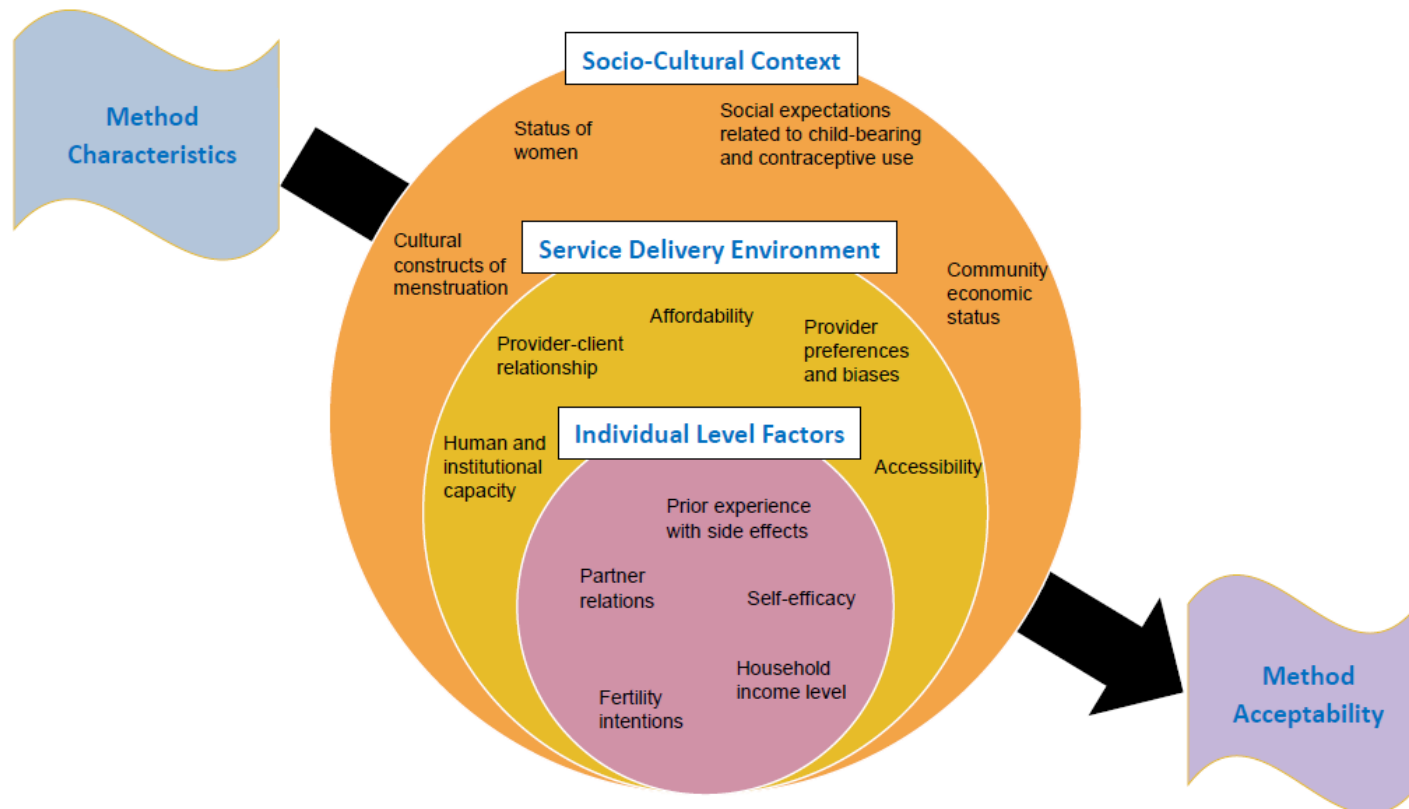 Socio-Cultural Context
Method
Characteristics
Status of
women
Social expectations
related to child-bearing
and contraceptive use
Cultural
constructs of
menstruation
Service Delivery Environment
Community
economic
status
Affordability
Provider-client
relationship
Provider
preferences
and biases
Individual Level Factors
Human and
institutional
capacity
Accessibility
Prior experience
with side effects
Partner
relations
Self-efficacy
Household
income level
Fertility
intentions
Method
Acceptability